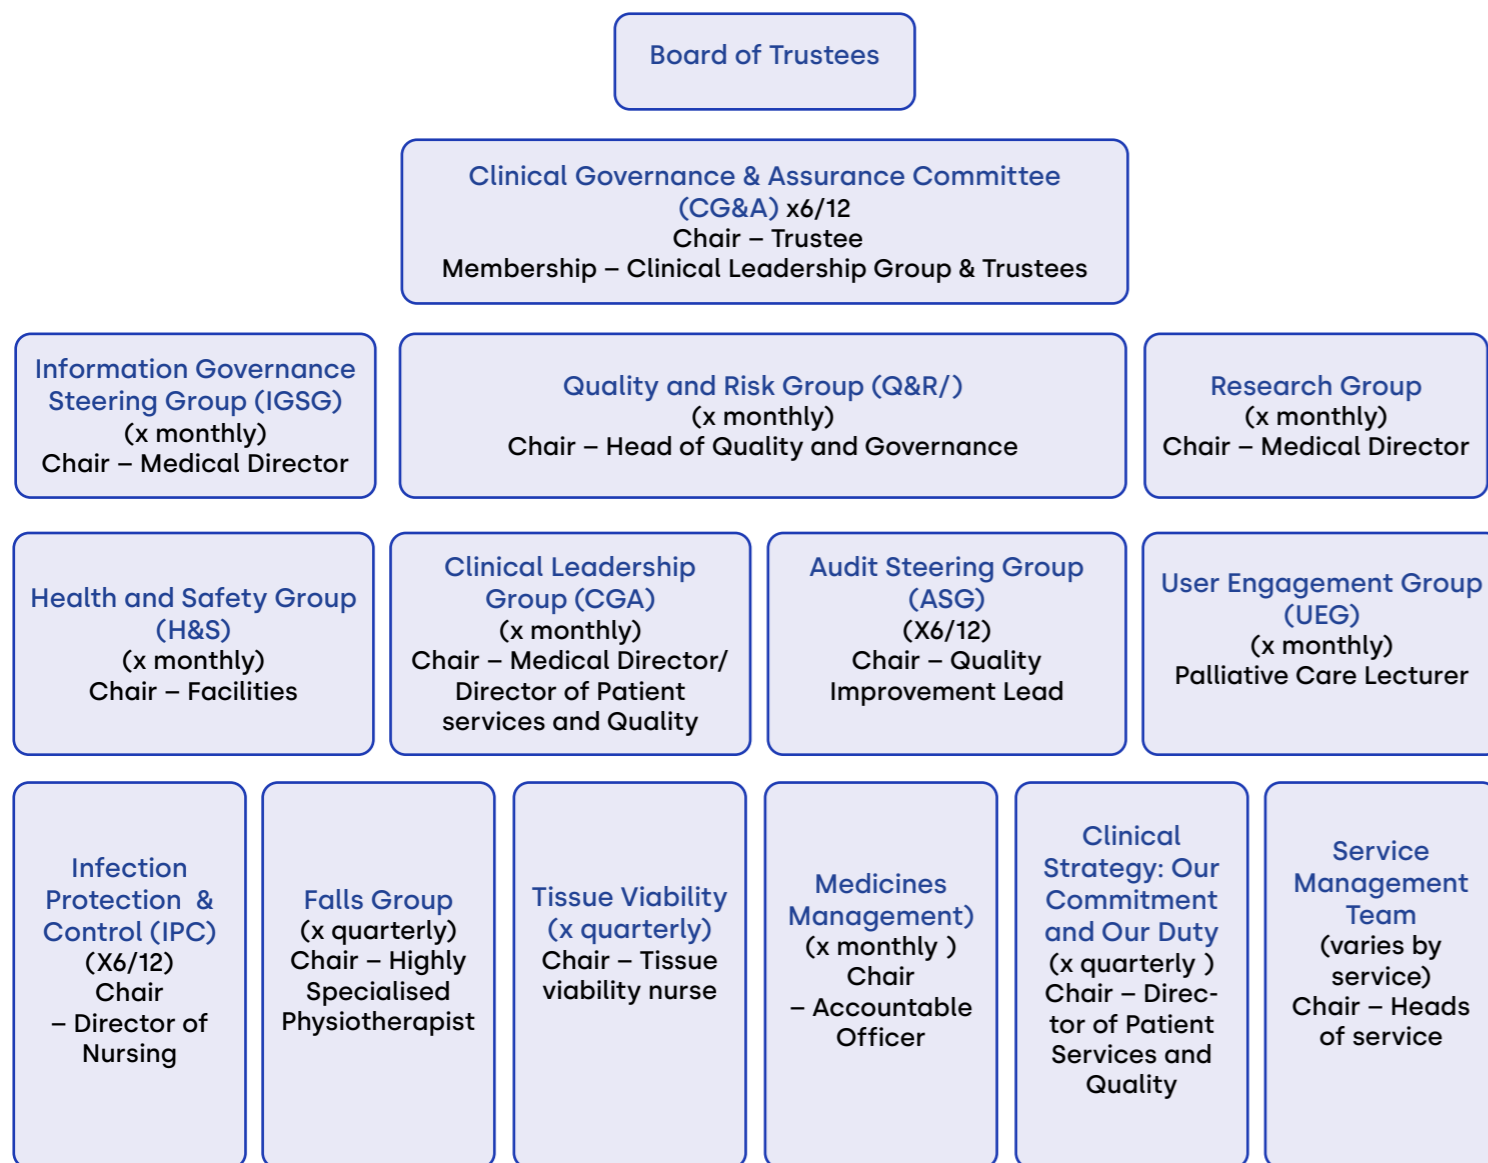 Board of Trustees
Clinical Governance & Assurance Committee
(CG&A) x6/12
Chair – Trustee
Membership – Clinical Leadership Group & Trustees
Information Governance
Steering Group (IGSG)
(x monthly)
Chair – Medical Director
Quality and Risk Group (Q&R/)
(x monthly)
Chair – Head of Quality and Governance
Research Group
(x monthly)
Chair – Medical Director
Health and Safety Group
(H&S)
(x monthly)
Chair – Facilities
Clinical Leadership
Group (CGA)
(x monthly)
Chair – Medical Director/
Director of Patient
services and Quality
Audit Steering Group
(ASG)
(X6/12)
Chair – Quality
Improvement Lead
User Engagement Group
(UEG)
(x monthly)
Palliative Care Lecturer
Infection
Protection &
Control (IPC)
(X6/12)
Chair
– Director of
Nursing
Falls Group
(x quarterly)
Chair – Highly
Specialised
Physiotherapist
Tissue Viability
(x quarterly)
Chair – Tissue
viability nurse
Medicines
Management)
(x monthly )
Chair
– Accountable
Officer
Clinical
Strategy: Our
Commitment
and Our Duty
(x quarterly )
Chair – Direc-
tor of Patient
Services and
Quality
Service
Management
Team
(varies by
service)
Chair – Heads
of service